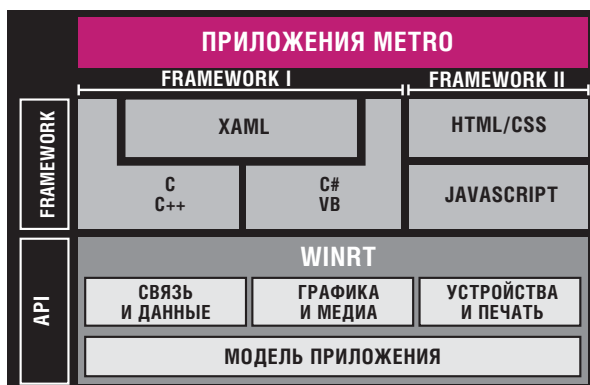 ПРИЛОЖЕНИЯ METRO
FRAMEWORK I
FRAMEWORK II
FRAMEWORK
XAML
HTML/CSS
C
C++
C#
VB
JAVASCRIPT
API
WINRT
СВЯЗЬ
И ДАННЫЕ
ГРАФИКА
И МЕДИА
УСТРОЙСТВА
И ПЕЧАТЬ
МОДЕЛЬ ПРИЛОЖЕНИЯ